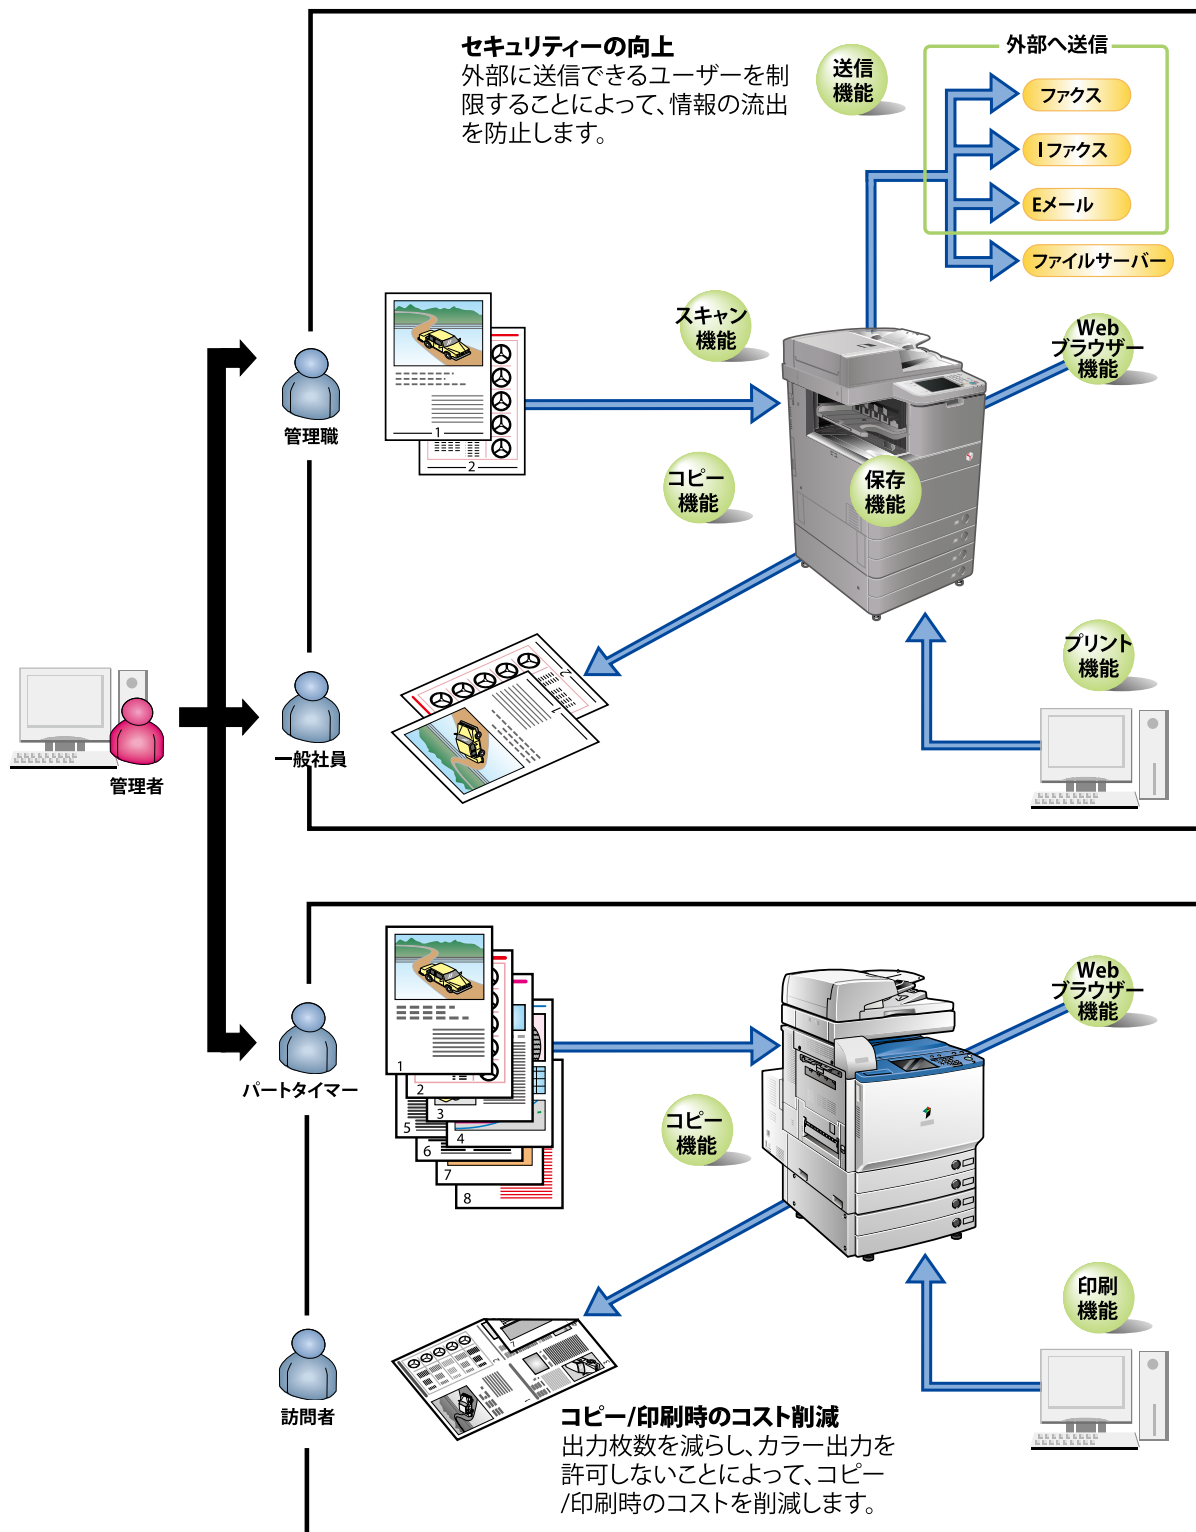 セキュリティーの向上
外部に送信できるユーザーを制
限することによって、情報の流出
を防止します。
送信
機能
外部へ送信
ファクス
Iファクス
Eメール
ファイルサーバー
スキャン
機能
Web
ブラウザー
機能
1
2
管理職
コピー
機能
保存
機能
プリント
機能
2
1
一般社員
管理者
1
2
3
4
5
6
7
8
Web
ブラウザー
機能
パートタイマー
コピー
機能
印刷
機能
7
訪問者
コピー/印刷時のコスト削減
出力枚数を減らし、カラー出力を
許可しないことによって、コピー
/印刷時のコストを削減します。